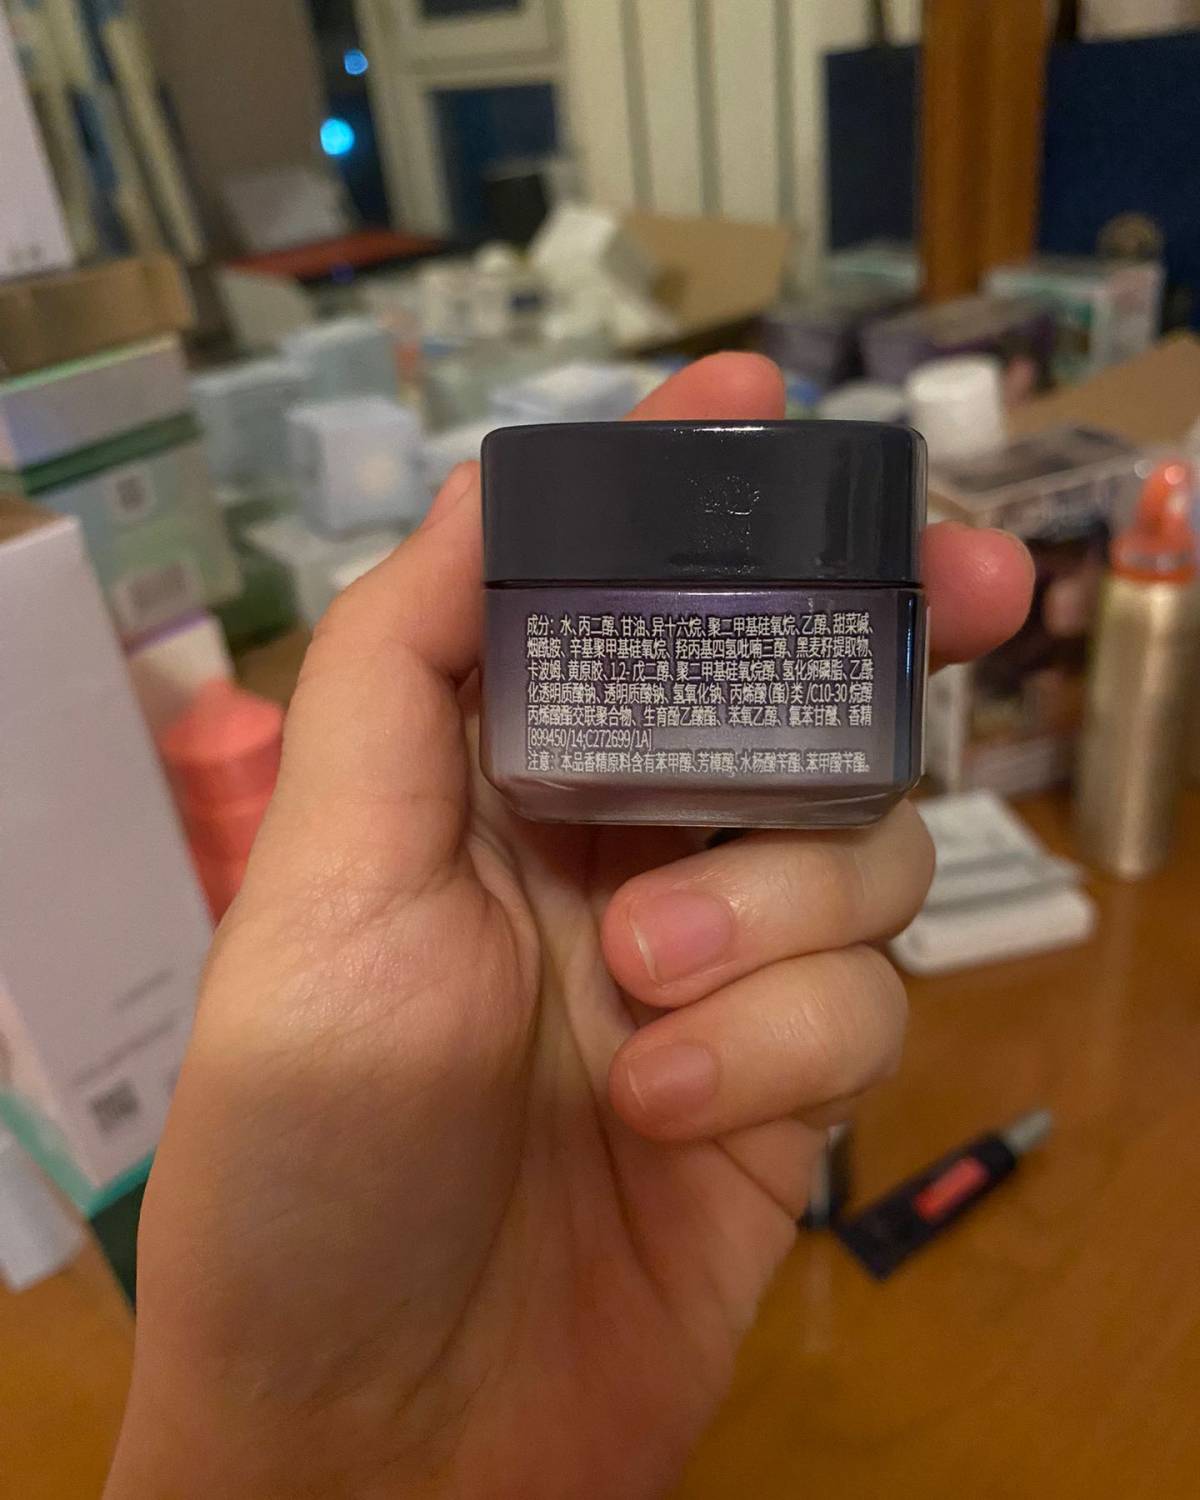 成分：水、丙二醇、甘油、异十六烷、聚二甲基硅氧烷、乙醇、甜菜碱、
烟酰胺、辛基聚甲基硅氧烷、羟丙基四氢吡喃三醇、黑麦籽提取物、
卡波姆、黄原胶、1,2-戊二醇、聚二甲基硅氧烷醇、氢化卵磷脂、乙酰
化透明质酸钠、透明质酸钠、氢氧化钠、丙烯酸(酯)类/C10-30烷醇
丙烯酸酯交联聚合物、生育酚乙酸酯、苯氧乙醇、氯苯甘醚、香精
[899450/14;C272699/1A]
注意：本品香精原料含有苯甲醇、芳樟醇、水杨酸苄酯、苯甲酸苄酯。